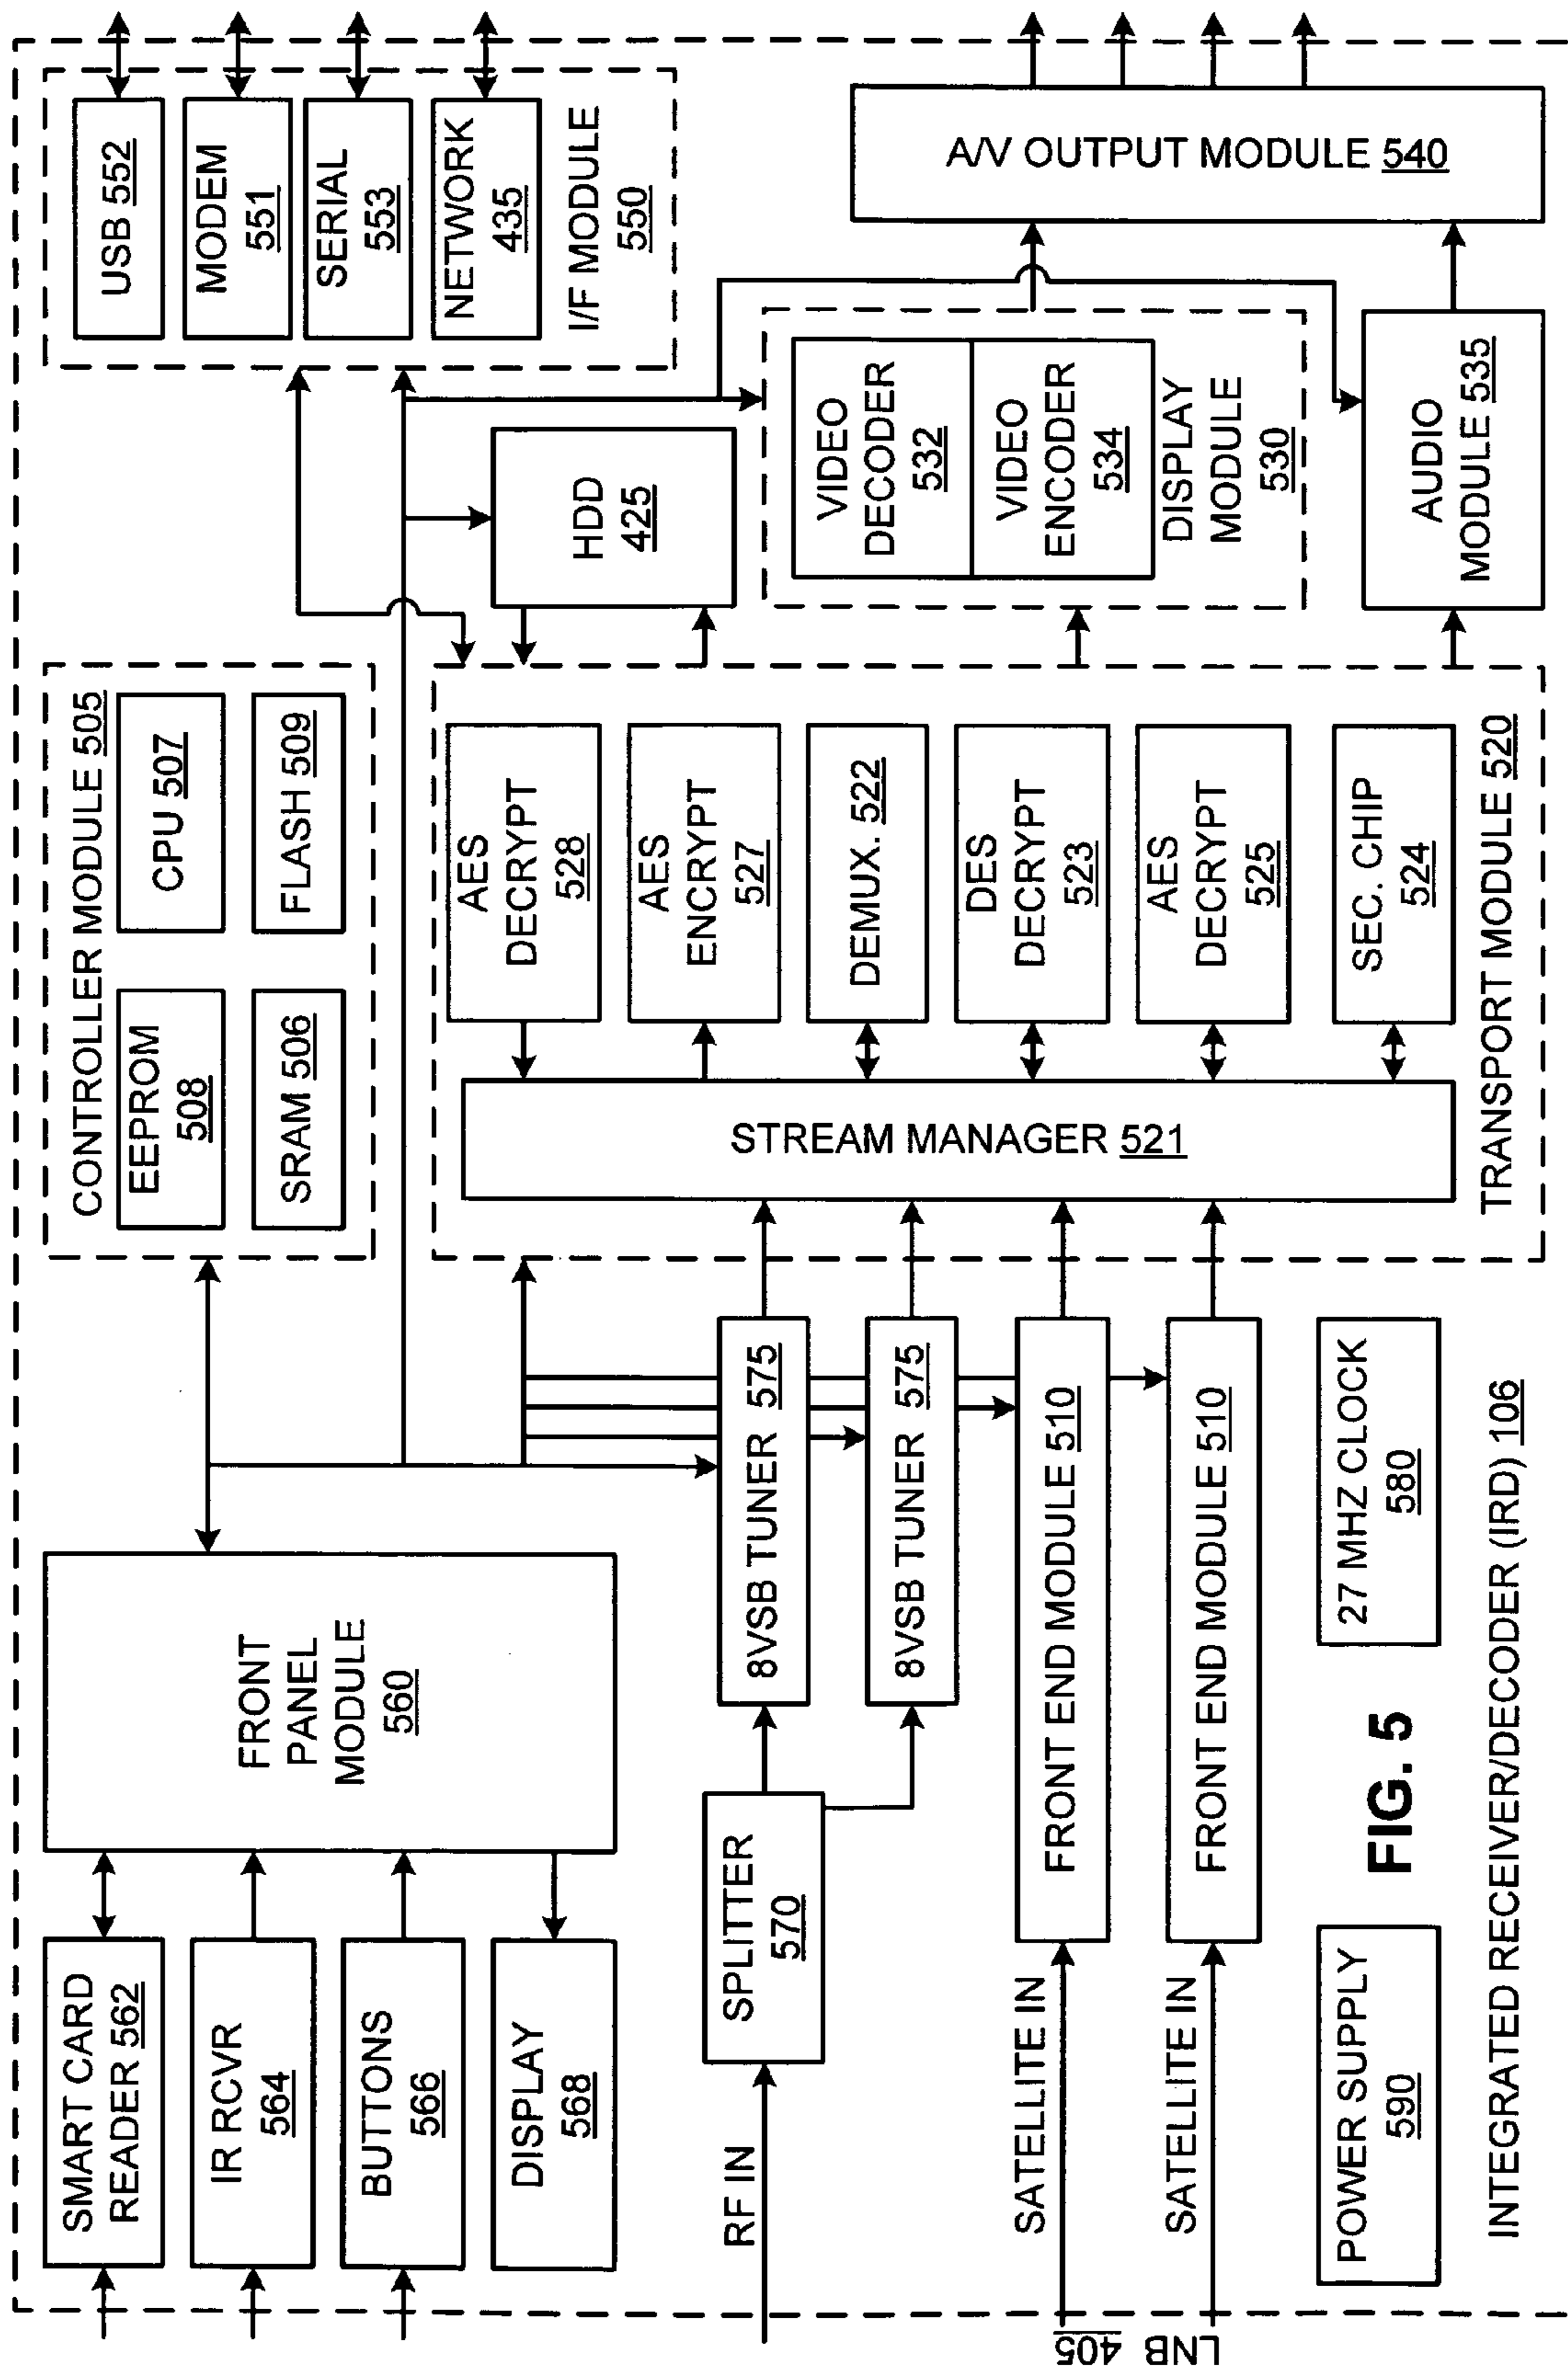 SMART CARD
READER 562
IR RCVR
564
BUTTONS
566
DISPLAY
568
FRONT
PANEL
MODULE
560
CONTROLLER MODULE 505
EEPROM
508
CPU 507
SRAM 506
FLASH 509
USB 552
MODEM
551
SERIAL
553
NETWORK
435
I/F MODULE
550
RF IN
SPLITTER
570
8VSB TUNER 575
8VSB TUNER 575
SATELLITE IN
FRONT END MODULE 510
SATELLITE IN
FRONT END MODULE 510
LNB 405
STREAM MANAGER 521
AES
DECRYPT
528
AES
ENCRYPT
527
DEMUX. 522
DES
DECRYPT
523
AES
DECRYPT
525
SEC. CHIP
524
TRANSPORT MODULE 520
HDD
425
VIDEO
DECODER
532
VIDEO
ENCODER
534
DISPLAY
MODULE
530
AUDIO
MODULE 535
A/V OUTPUT MODULE 540
POWER SUPPLY
590
FIG. 5
27 MHZ CLOCK
580
INTEGRATED RECEIVER/DECODER (IRD) 106